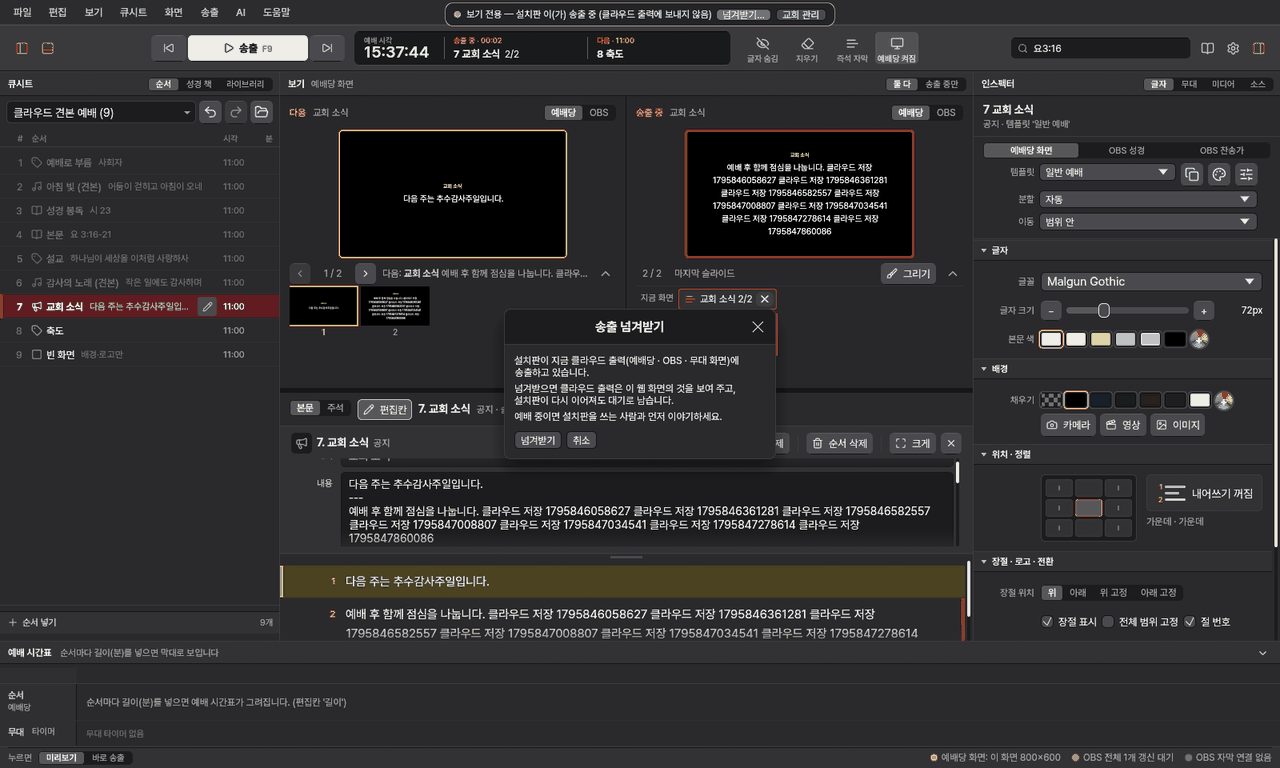 파일 편집 보기 큐시트 화면 송출 AI 도움말
보기 전용 — 설치판 이(가) 송출 중 (클라우드 출력에 보내지 않음) 넘겨받기... 교회 관리
송출 F9
예배 시각
15:37:44
송출 중 · 00:02
7 교회 소식 2/2
다음 · 11:00
8 축도
글자 숨김 지우기 즉석 자막 예배당 켜짐
요3:16
큐시트 순서 성경 책 라이브러리
클라우드 견본 예배 (9)
# 순서 시각 분
1 예배로 부름 사회자 11:00
2 아침 빛 (견본) 어둠이 걷히고 아침이 오네 11:00
3 성경 봉독 시 23 11:00
4 본문 요 3:16-21 11:00
5 설교 하나님이 세상을 이처럼 사랑하사 11:00
6 감사의 노래 (견본) 작은 일에도 감사하며 11:00
7 교회 소식 다음 주는 추수감사주일입... 11:00
8 축도 11:00
9 빈 화면 배경·로고만 11:00
순서 넣기 9개
보기 예배당 화면 둘 다 송출 중만
다음 교회 소식 예배당 OBS
교회 소식
다음 주는 추수감사주일입니다.
1 / 2 다음: 교회 소식 예배 후 함께 점심을 나눕니다. 클라우...
1
2
송출 중 교회 소식 예배당 OBS
교회 소식
예배 후 함께 점심을 나눕니다. 클라우드 저장
1795846058627 클라우드 저장 1795846361281
클라우드 저장 1795846582557 클라우드 저장
1795847008807 클라우드 저장 1795847034541
클라우드 저장 1795847278614 클라우드 저장
1795847860086
2 / 2 마지막 슬라이드 그리기
지금 화면 교회 소식 2/2
송출 넘겨받기
설치판이 지금 클라우드 출력(예배당 · OBS · 무대 화면)에
송출하고 있습니다.
넘겨받으면 클라우드 출력은 이 웹 화면의 것을 보여 주고,
설치판이 다시 이어져도 대기로 남습니다.
예배 중이면 설치판을 쓰는 사람과 먼저 이야기하세요.
넘겨받기 취소
본문 주석 편집칸 7. 교회 소식
7. 교회 소식 공지 순서 삭제 크게
내용
다음 주는 추수감사주일입니다.
---
예배 후 함께 점심을 나눕니다. 클라우드 저장 1795846058627 클라우드 저장 1795846361281 클라우드 저장 1795846582557
클라우드 저장 1795847008807 클라우드 저장 1795847034541 클라우드 저장 1795847278614 클라우드 저장
1795847860086
1 다음 주는 추수감사주일입니다.
2 예배 후 함께 점심을 나눕니다. 클라우드 저장 1795846058627 클라우드 저장 1795846361281 클라우드 저장
1795846582557 클라우드 저장 1795847008807 클라우드 저장 1795847034541 클라우드 저장 1795847278614
인스펙터 글자 무대 미디어 소스
7 교회 소식
공지 · 템플릿 '일반 예배'
예배당 화면 OBS 성경 OBS 찬송가
템플릿 일반 예배
분할 자동
이동 범위 안
글자
글꼴 Malgun Gothic
글자 크기 72px
본문 색
배경
채우기
카메라 영상 이미지
위치 · 정렬
1
2
내어쓰기 꺼짐
가운데 · 가운데
장절 · 로고 · 전환
장절 위치 위 아래 위 고정 아래 고정
장절 표시 전체 범위 고정 절 번호
예배 시간표 순서마다 길이(분)를 넣으면 막대로 보입니다
순서
예배당
순서마다 길이(분)를 넣으면 예배 시간표가 그려집니다. (편집칸 '길이')
무대 타이머 무대 타이머 없음
누르면 미리보기 바로 송출
예배당 화면: 이 화면 800×600 OBS 전체 1개 갱신 대기 OBS 자막 연결 없음